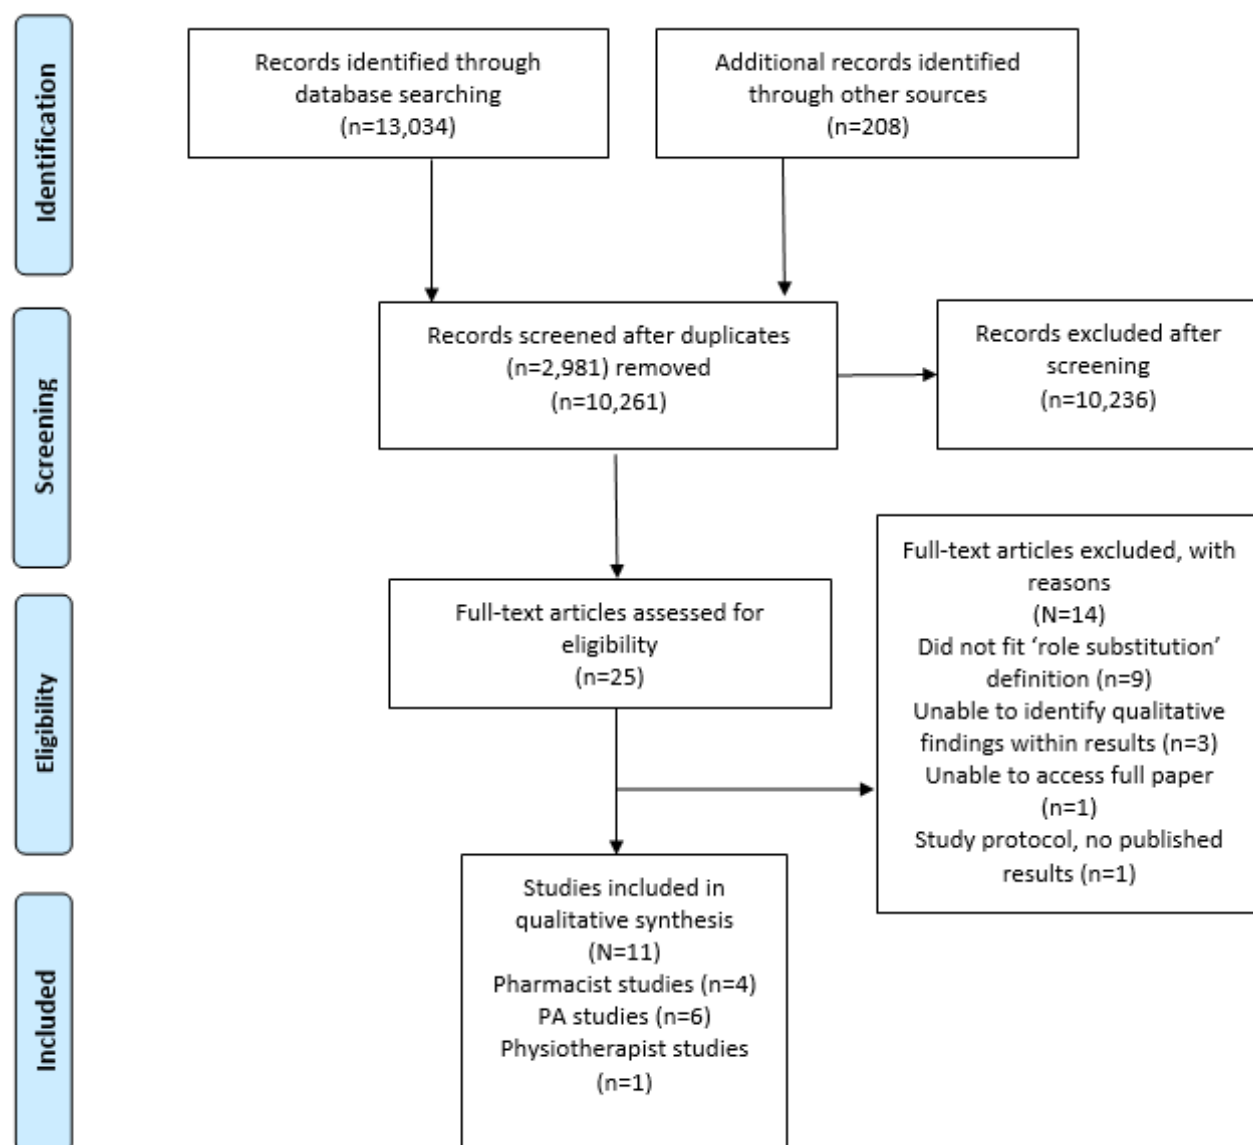 Identification
Records identified through
database searching
(n=13,034)
Additional records identified
through other sources
(n=208)
Screening
Records screened after duplicates
(n=2,981) removed
(n=10,261)
Records excluded after
screening
(n=10,236)
Eligibility
Full-text articles assessed for
eligibility
(n=25)
Full-text articles excluded, with
reasons
(N=14)
Did not fit ‘role substitution’
definition (n=9)
Unable to identify qualitative
findings within results (n=3)
Unable to access full paper
(n=1)
Study protocol, no published
results (n=1)
Included
Studies included in
qualitative synthesis
(N=11)
Pharmacist studies (n=4)
PA studies (n=6)
Physiotherapist studies
(n=1)